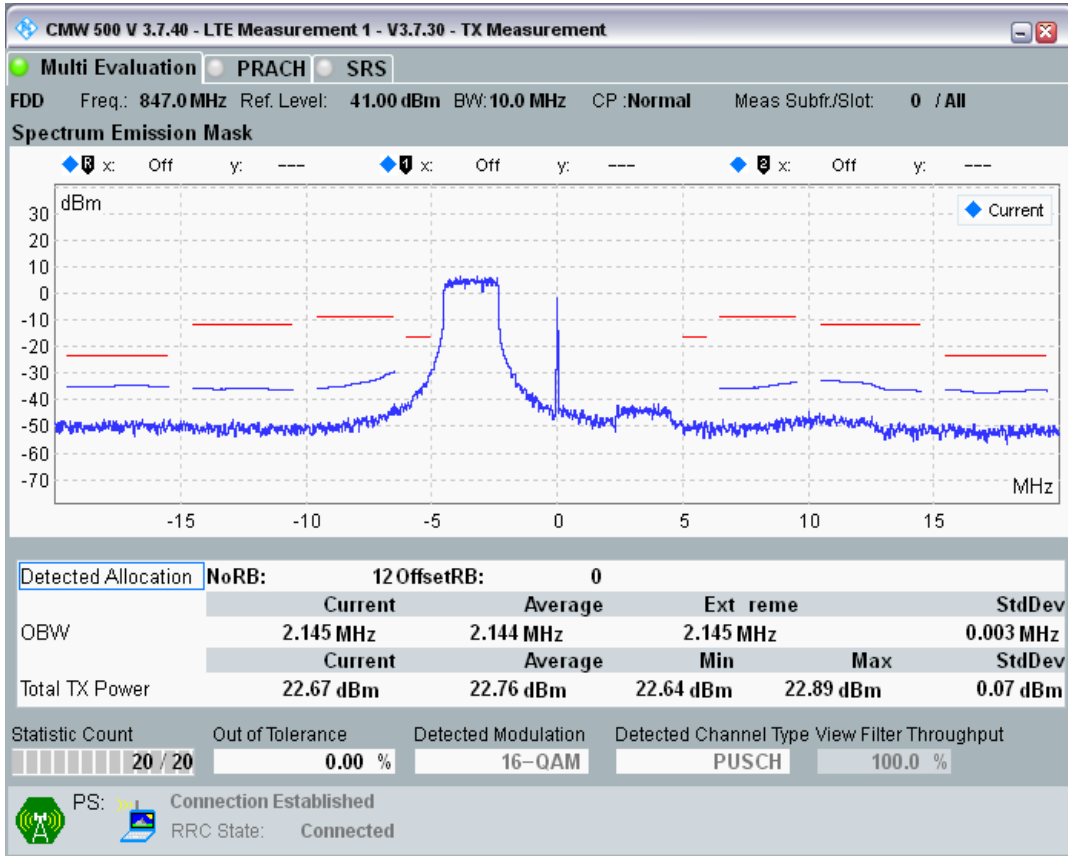 CMW 500 V 3.7.40 - LTE Measurement 1 - V3.7.30 - TX Measurement
Multi Evaluation PRACH SRS
FDD Freq.: 847.0 MHz Ref. Level: 41.00 dBm BW: 10.0 MHz CP :Normal Meas Subfr./Slot: 0 / All
Spectrum Emission Mask
R x: Off y: --- 1 x: Off y: --- 2 x: Off y: ---
dBm
Current
30
20
10
0
-10
-20
-30
-40
-50
-60
-70
MHz
-15 -10 -5 0 5 10 15
Detected Allocation NoRB: 12 OffsetRB: 0
Current Average Ext reme StdDev
OBW 2.145 MHz 2.144 MHz 2.145 MHz 0.003 MHz
Current Average Min Max StdDev
Total TX Power 22.67 dBm 22.76 dBm 22.64 dBm 22.89 dBm 0.07 dBm
Statistic Count Out of Tolerance Detected Modulation Detected Channel Type View Filter Throughput
20 / 20 0.00 % 16-QAM PUSCH 100.0 %
PS: Connection Established
RRC State: Connected